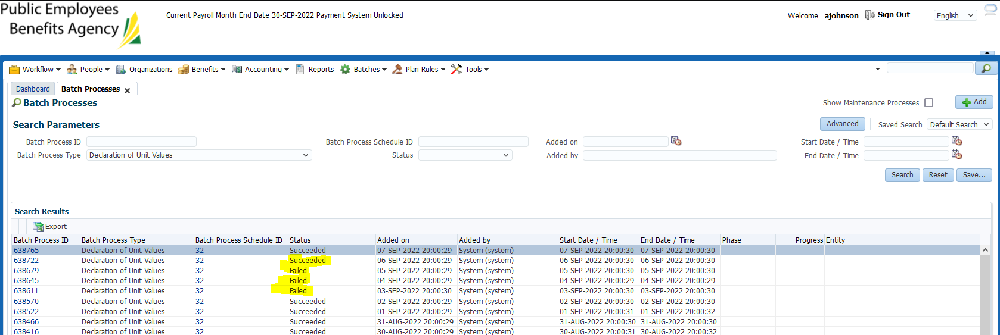 Public Employees
Benefits Agency
Current Payroll Month End Date 30-SEP-2022 Payment System Unlocked
Welcome ajohnson Sign Out English
Workflow People Organizations Benefits Accounting Reports Batches Plan Rules Tools
Dashboard Batch Processes
Batch Processes
Show Maintenance Processes Add
Search Parameters
Advanced Saved Search Default Search
Batch Process ID Batch Process Schedule ID Added on Start Date / Time
Batch Process Type Declaration of Unit Values Status Added by End Date / Time
Search Reset Save...
Search Results
Export
Batch Process ID Batch Process Type Batch Process Schedule ID Status Added on Added by Start Date / Time End Date / Time Phase Progress Entity
638765 Declaration of Unit Values 32 Succeeded 07-SEP-2022 20:00:29 System (system) 07-SEP-2022 20:00:30 07-SEP-2022 20:00:30
638722 Declaration of Unit Values 32 Succeeded 06-SEP-2022 20:00:29 System (system) 06-SEP-2022 20:00:30 06-SEP-2022 20:00:30
638679 Declaration of Unit Values 32 Failed 05-SEP-2022 20:00:29 System (system) 05-SEP-2022 20:00:30 05-SEP-2022 20:00:30
638645 Declaration of Unit Values 32 Failed 04-SEP-2022 20:00:29 System (system) 04-SEP-2022 20:00:29 04-SEP-2022 20:00:29
638611 Declaration of Unit Values 32 Failed 03-SEP-2022 20:00:30 System (system) 03-SEP-2022 20:00:30 03-SEP-2022 20:00:30
638570 Declaration of Unit Values 32 Succeeded 02-SEP-2022 20:00:29 System (system) 02-SEP-2022 20:00:30 02-SEP-2022 20:00:30
638522 Declaration of Unit Values 32 Succeeded 01-SEP-2022 20:00:29 System (system) 01-SEP-2022 20:00:31 01-SEP-2022 20:00:32
638466 Declaration of Unit Values 32 Succeeded 31-AUG-2022 20:00:29 System (system) 31-AUG-2022 20:00:30 31-AUG-2022 20:00:30
638416 Declaration of Unit Values 32 Succeeded 30-AUG-2022 20:00:29 System (system) 30-AUG-2022 20:00:31 30-AUG-2022 20:00:32